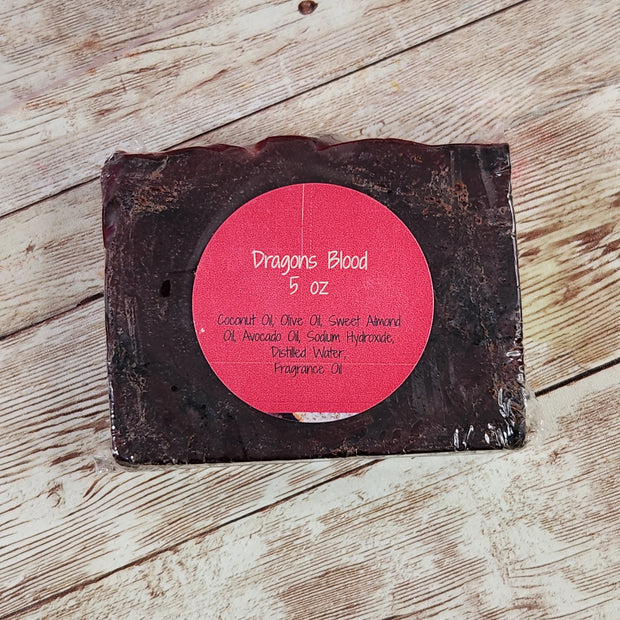 Dragons Blood
5 oz
Coconut Oil, Olive Oil, Sweet Almond
Oil, Avocado Oil, Sodium Hydroxide,
Distilled Water,
Fragrance Oil